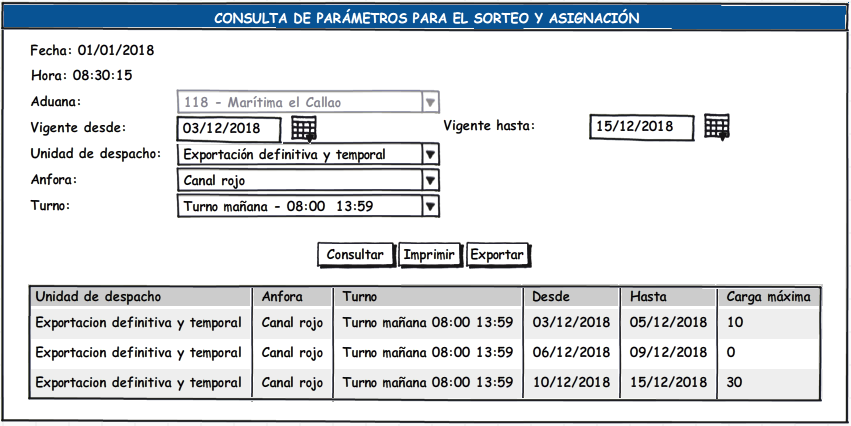 CONSULTA DE PARÁMETROS PARA EL SORTEO Y ASIGNACIÓN
Fecha: 01/01/2018
Hora: 08:30:15
Aduana: 118 - Marítima el Callao
Vigente desde: 03/12/2018 Vigente hasta: 15/12/2018
Unidad de despacho: Exportación definitiva y temporal
Anfora: Canal rojo
Turno: Turno mañana - 08:00 13:59
Consultar Imprimir Exportar
Unidad de despacho Anfora Turno Desde Hasta Carga máxima
Exportacion definitiva y temporal Canal rojo Turno mañana 08:00 13:59 03/12/2018 05/12/2018 10
Exportacion definitiva y temporal Canal rojo Turno mañana 08:00 13:59 06/12/2018 09/12/2018 0
Exportacion definitiva y temporal Canal rojo Turno mañana 08:00 13:59 10/12/2018 15/12/2018 30